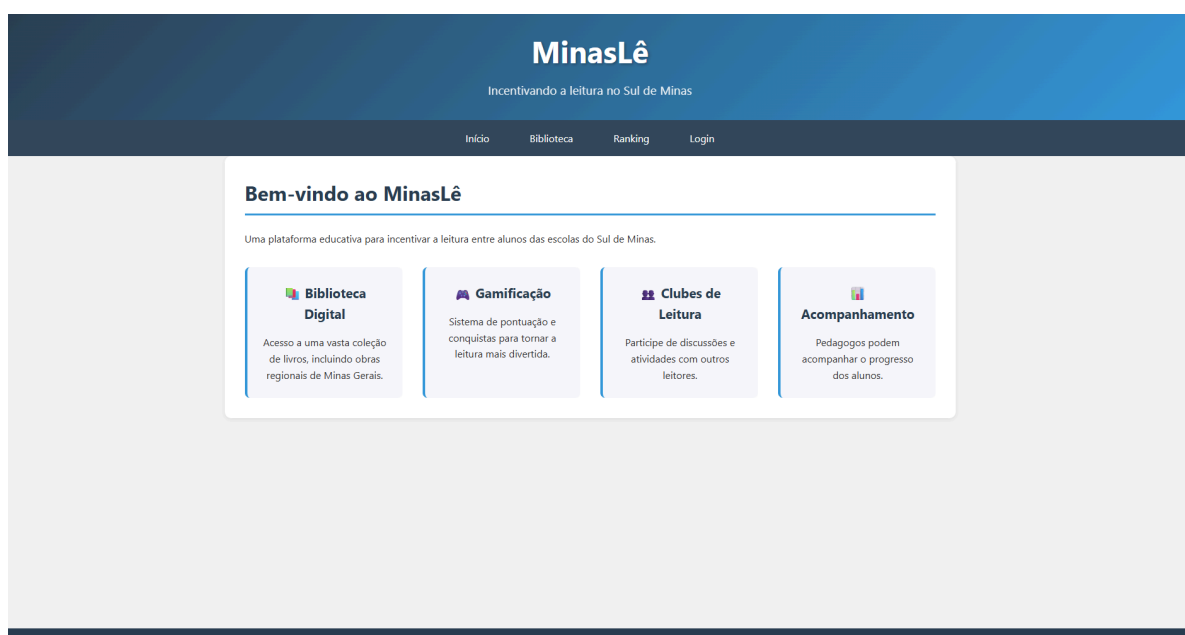 MinasLê
Incentivando a leitura no Sul de Minas
Início Biblioteca Ranking Login
Bem-vindo ao MinasLê
Uma plataforma educativa para incentivar a leitura entre alunos das escolas do Sul de Minas.
Biblioteca
Digital
Acesso a uma vasta coleção
de livros, incluindo obras
regionais de Minas Gerais.
Gamificação
Sistema de pontuação e
conquistas para tornar a
leitura mais divertida.
Clubes de
Leitura
Participe de discussões e
atividades com outros
leitores.
Acompanhamento
Pedagogos podem
acompanhar o progresso
dos alunos.